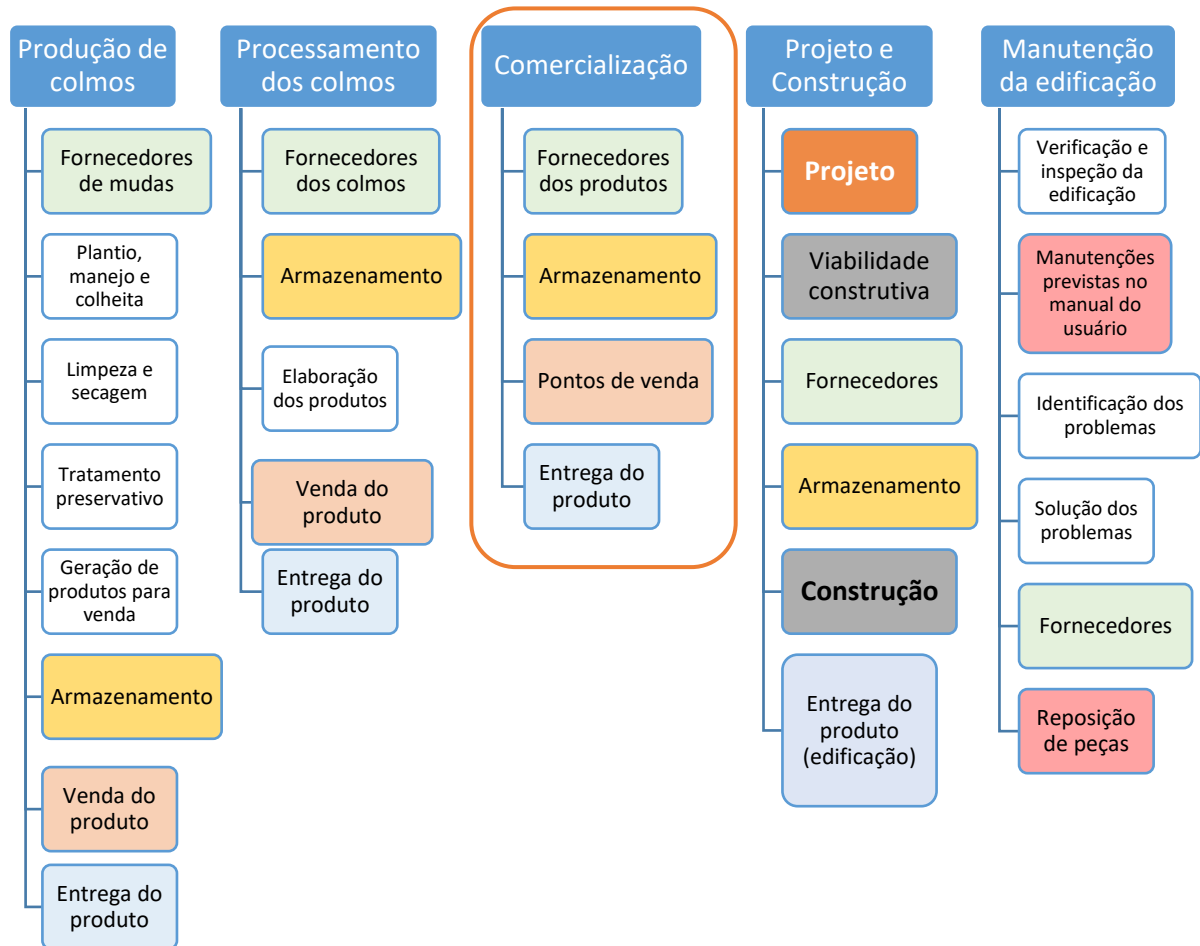 Produção de
colmos
Fornecedores
de mudas
Plantio,
manejo e
colheita
Limpeza e
secagem
Tratamento
preservativo
Geração de
produtos para
venda
Armazenamento
Venda do
produto
Entrega do
produto
Processamento
dos colmos
Fornecedores
dos colmos
Armazenamento
Elaboração
dos produtos
Venda do
produto
Entrega do
produto
Comercialização
Fornecedores
dos produtos
Armazenamento
Pontos de venda
Entrega do
produto
Projeto e
Construção
Projeto
Viabilidade
construtiva
Fornecedores
Armazenamento
Construção
Entrega do
produto
(edificação)
Manutenção
da edificação
Verificação e
inspeção da
edificação
Manutenções
previstas no
manual do
usuário
Identificação dos
problemas
Solução dos
problemas
Fornecedores
Reposição
de peças